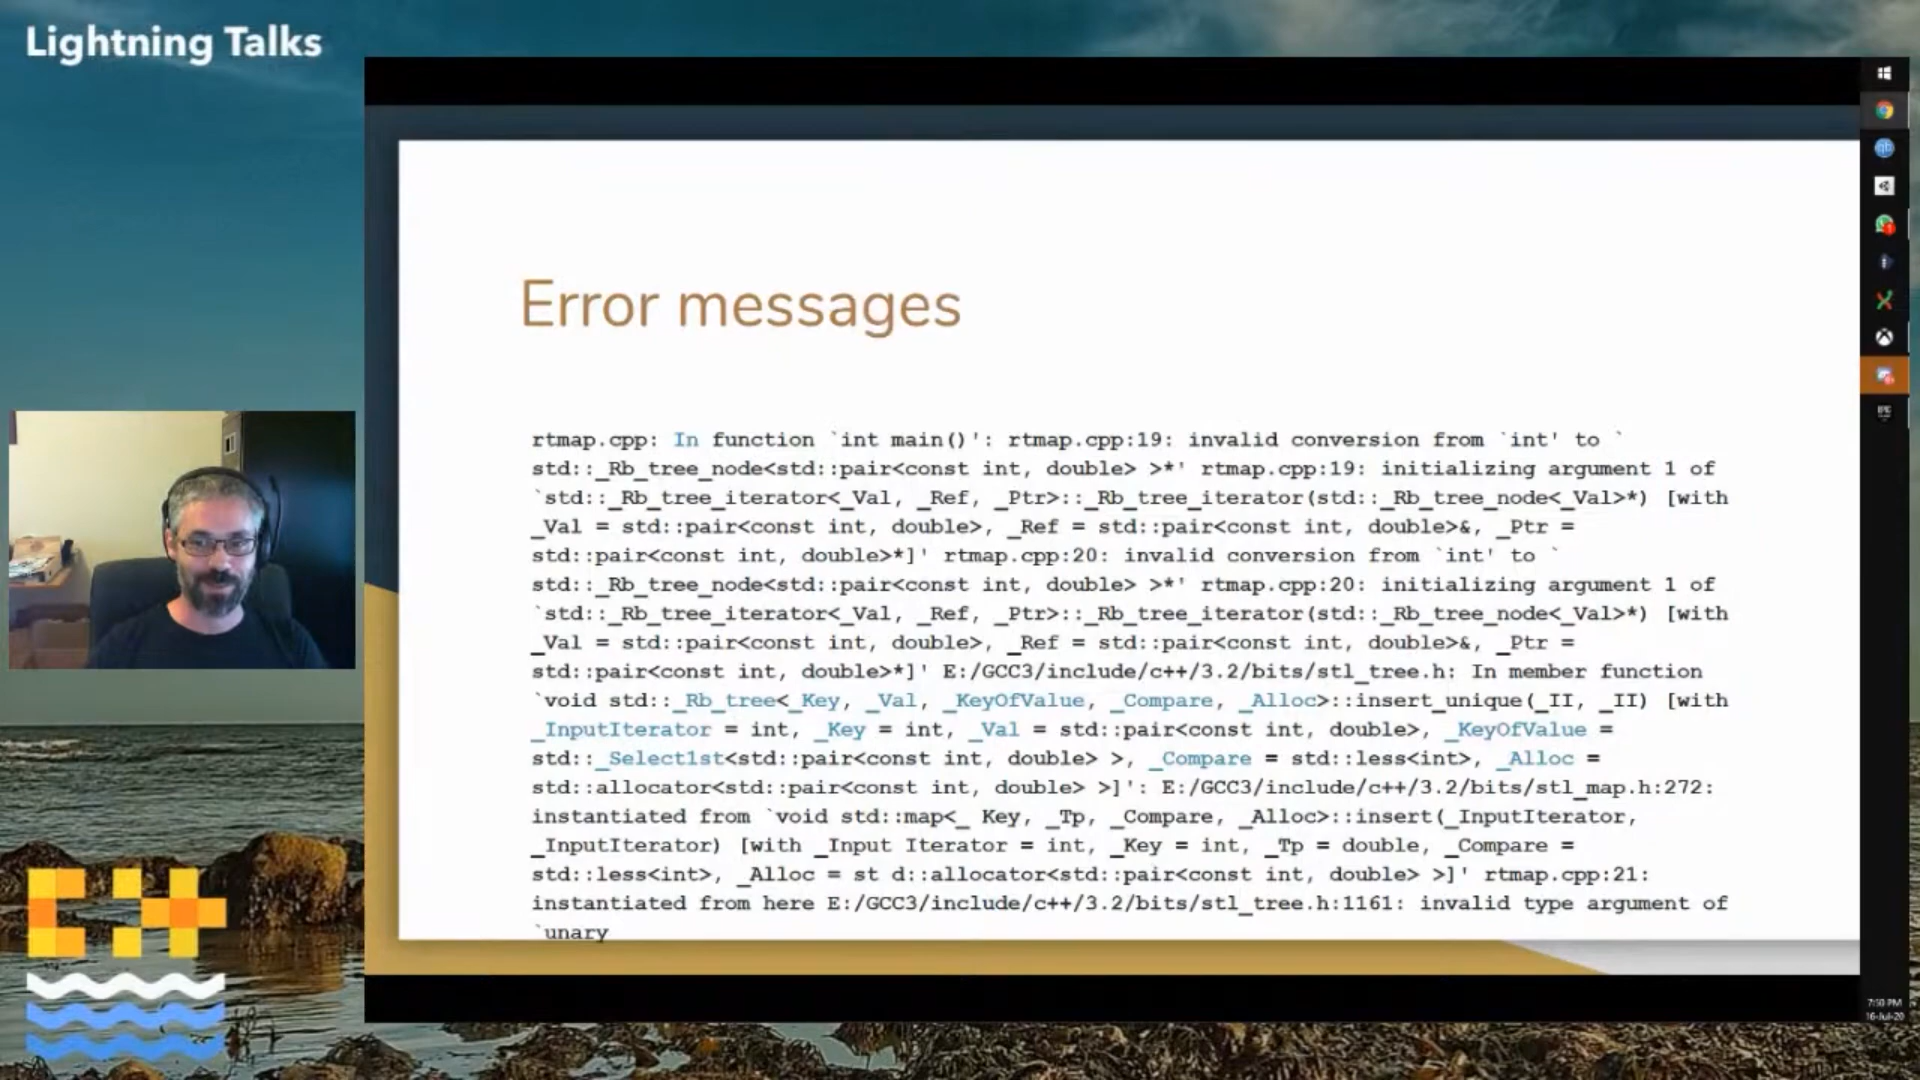 Lightning Talks
Error messages
rtmap.cpp: In function `int main()': rtmap.cpp:19: invalid conversion from `int' to `
std::_Rb_tree_node<std::pair<const int, double> >*' rtmap.cpp:19: initializing argument 1 of
`std::_Rb_tree_iterator<_Val, _Ref, _Ptr>::_Rb_tree_iterator(std::_Rb_tree_node<_Val>*) [with
_Val = std::pair<const int, double>, _Ref = std::pair<const int, double>&, _Ptr =
std::pair<const int, double>*]' rtmap.cpp:20: invalid conversion from `int' to `
std::_Rb_tree_node<std::pair<const int, double> >*' rtmap.cpp:20: initializing argument 1 of
`std::_Rb_tree_iterator<_Val, _Ref, _Ptr>::_Rb_tree_iterator(std::_Rb_tree_node<_Val>*) [with
_Val = std::pair<const int, double>, _Ref = std::pair<const int, double>&, _Ptr =
std::pair<const int, double>*]' E:/GCC3/include/c++/3.2/bits/stl_tree.h: In member function
`void std::_Rb_tree<_Key, _Val, _KeyOfValue, _Compare, _Alloc>::insert_unique(_II, _II) [with
_InputIterator = int, _Key = int, _Val = std::pair<const int, double>, _KeyOfValue =
std::_Select1st<std::pair<const int, double> >, _Compare = std::less<int>, _Alloc =
std::allocator<std::pair<const int, double> >]': E:/GCC3/include/c++/3.2/bits/stl_map.h:272:
instantiated from `void std::map<_ Key, _Tp, _Compare, _Alloc>::insert(_InputIterator,
_InputIterator) [with _Input Iterator = int, _Key = int, _Tp = double, _Compare =
std::less<int>, _Alloc = st d::allocator<std::pair<const int, double> >]' rtmap.cpp:21:
instantiated from here E:/GCC3/include/c++/3.2/bits/stl_tree.h:1161: invalid type argument of
`unary
C++
qb
7:50 PM
16-Jul-20